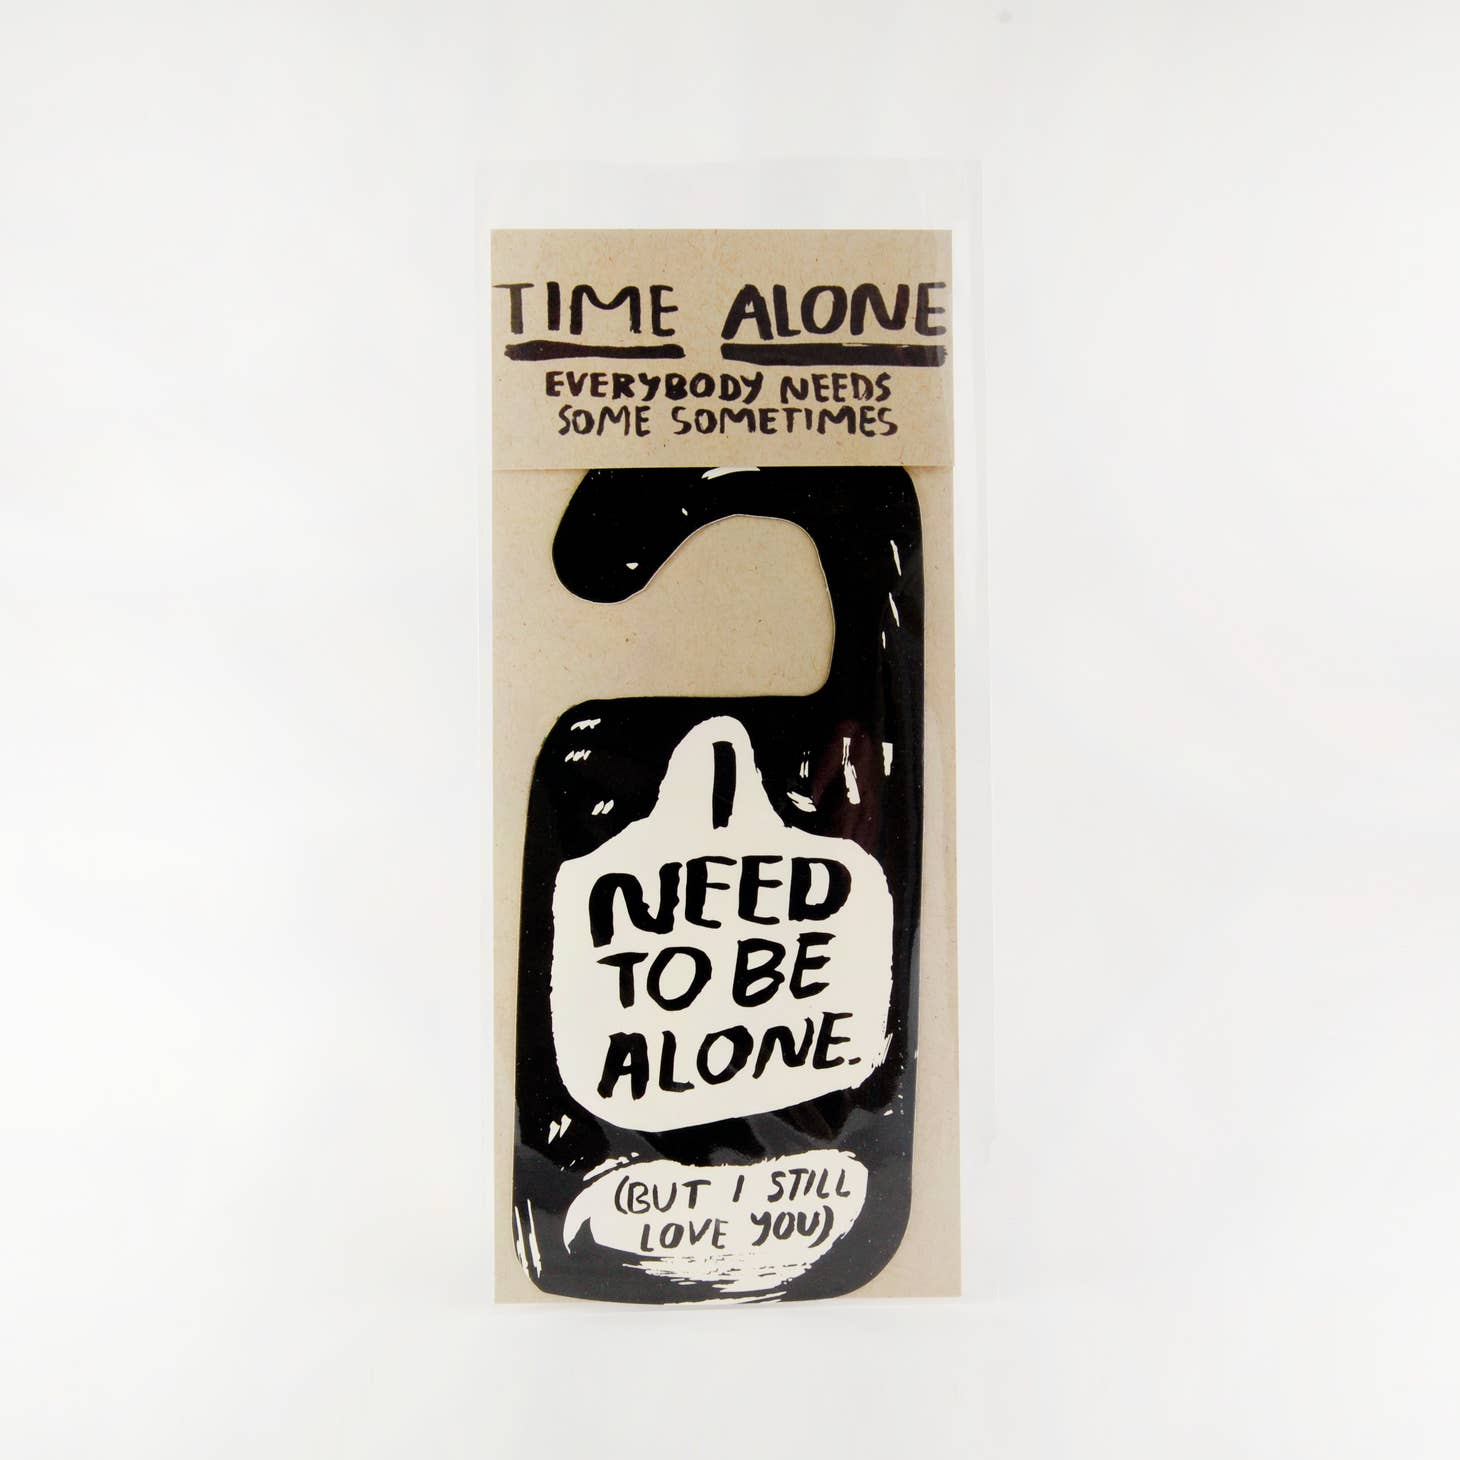 TIME ALONE
EVERYBODY NEEDS
SOME SOMETIMES
I
NEED
TO BE
ALONE.
(BUT I STILL
LOVE YOU)